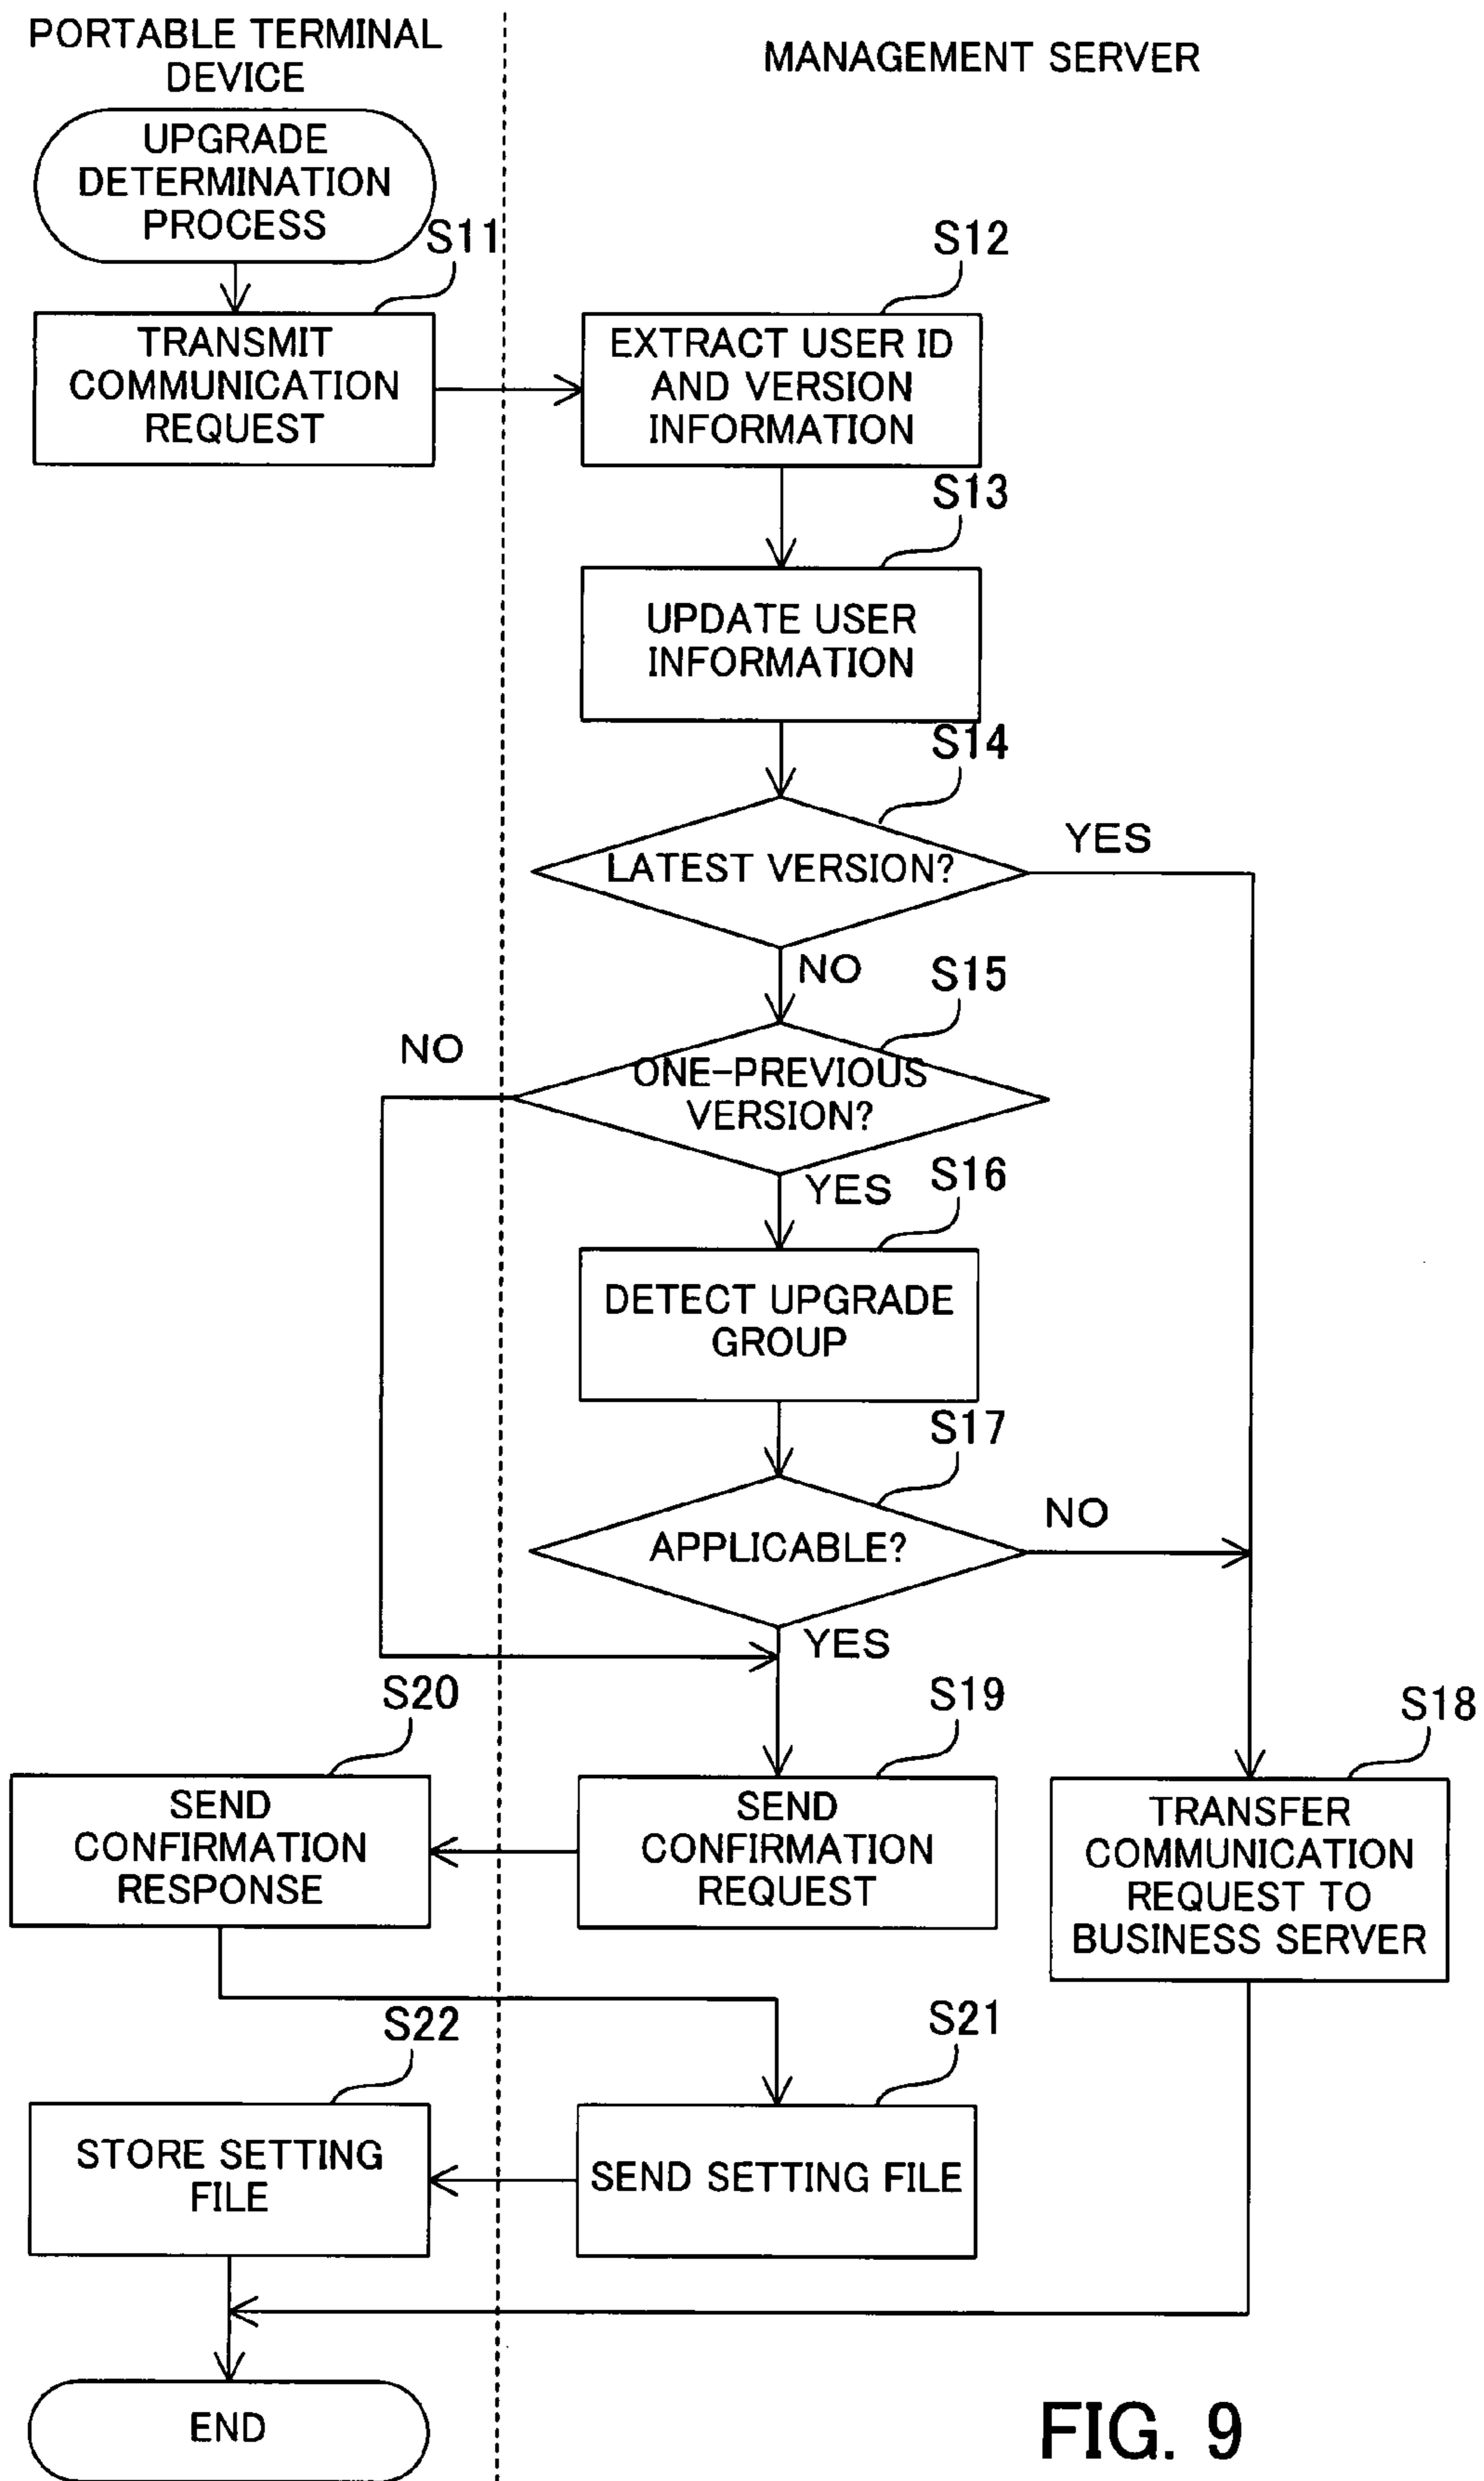 PORTABLE TERMINAL
DEVICE
MANAGEMENT SERVER
UPGRADE
DETERMINATION
PROCESS
S11
TRANSMIT
COMMUNICATION
REQUEST
S12
EXTRACT USER ID
AND VERSION
INFORMATION
S13
UPDATE USER
INFORMATION
S14
LATEST VERSION?
YES
NO
S15
ONE-PREVIOUS
VERSION?
NO
YES
S16
DETECT UPGRADE
GROUP
S17
APPLICABLE?
NO
YES
S20
SEND
CONFIRMATION
RESPONSE
S19
SEND
CONFIRMATION
REQUEST
S18
TRANSFER
COMMUNICATION
REQUEST TO
BUSINESS SERVER
S22
STORE SETTING
FILE
S21
SEND SETTING FILE
END
FIG. 9